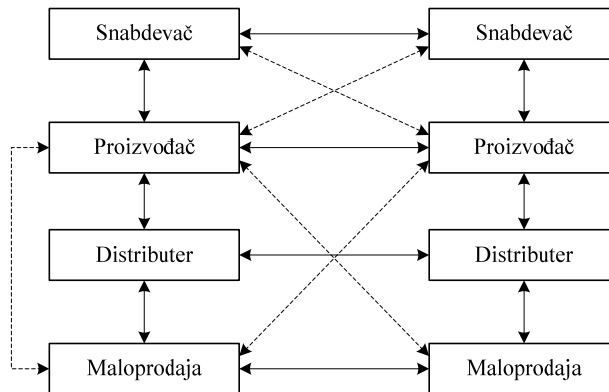 Snabdevač
Snabdevač
Proizvođač
Proizvođač
Distributer
Distributer
Maloprodaja
Maloprodaja